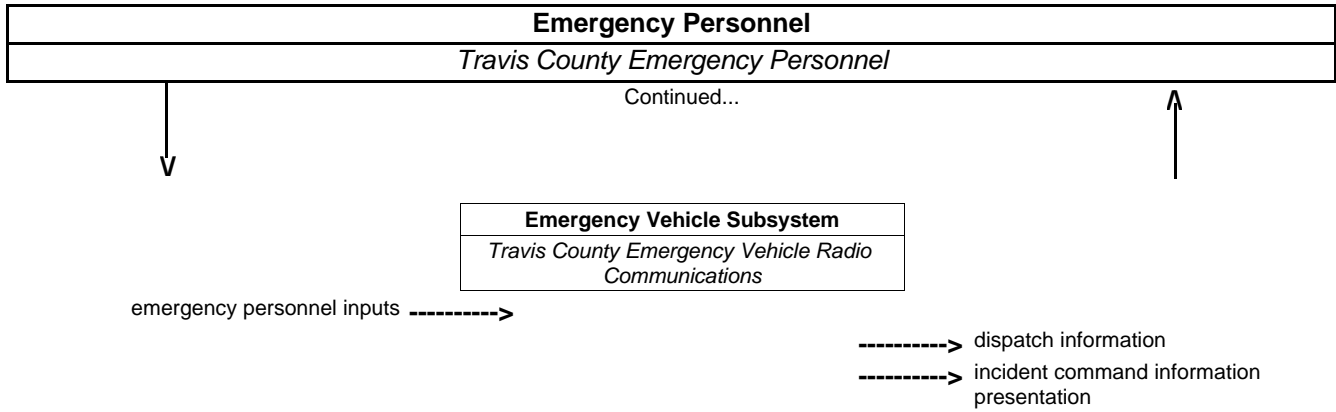 Emergency Personnel
Travis County Emergency Personnel
Continued...
Emergency Vehicle Subsystem
Travis County Emergency Vehicle Radio
Communications
emergency personnel inputs ---------->
----------> dispatch information
----------> incident command information
presentation